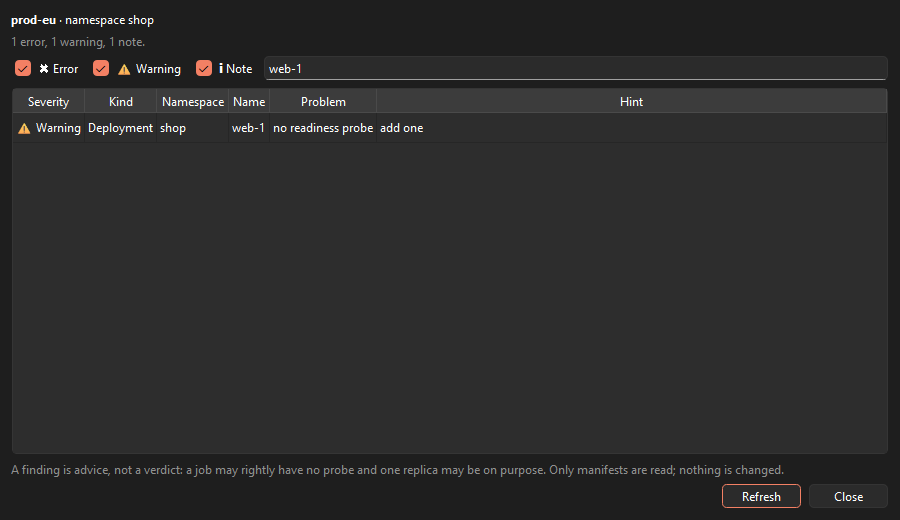 prod-eu · namespace shop
1 error, 1 warning, 1 note.
✖ Error ⚠ Warning ℹ Note web-1
Severity Kind Namespace Name Problem Hint
⚠ Warning Deployment shop web-1 no readiness probe add one
A finding is advice, not a verdict: a job may rightly have no probe and one replica may be on purpose. Only manifests are read; nothing is changed.
Refresh Close